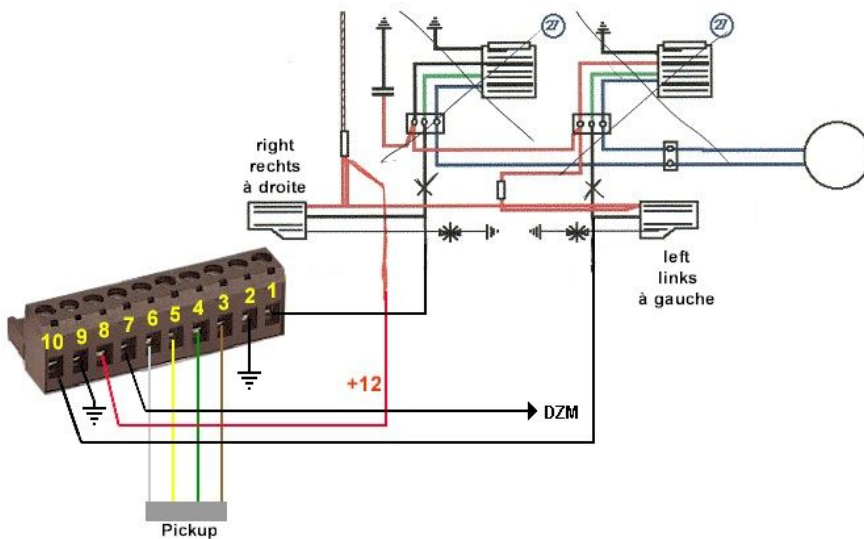 27
27
right
rechts
à droite
left
links
à gauche
10 9 8 7 6 5 4 3 2 1
+12
DZM
Pickup